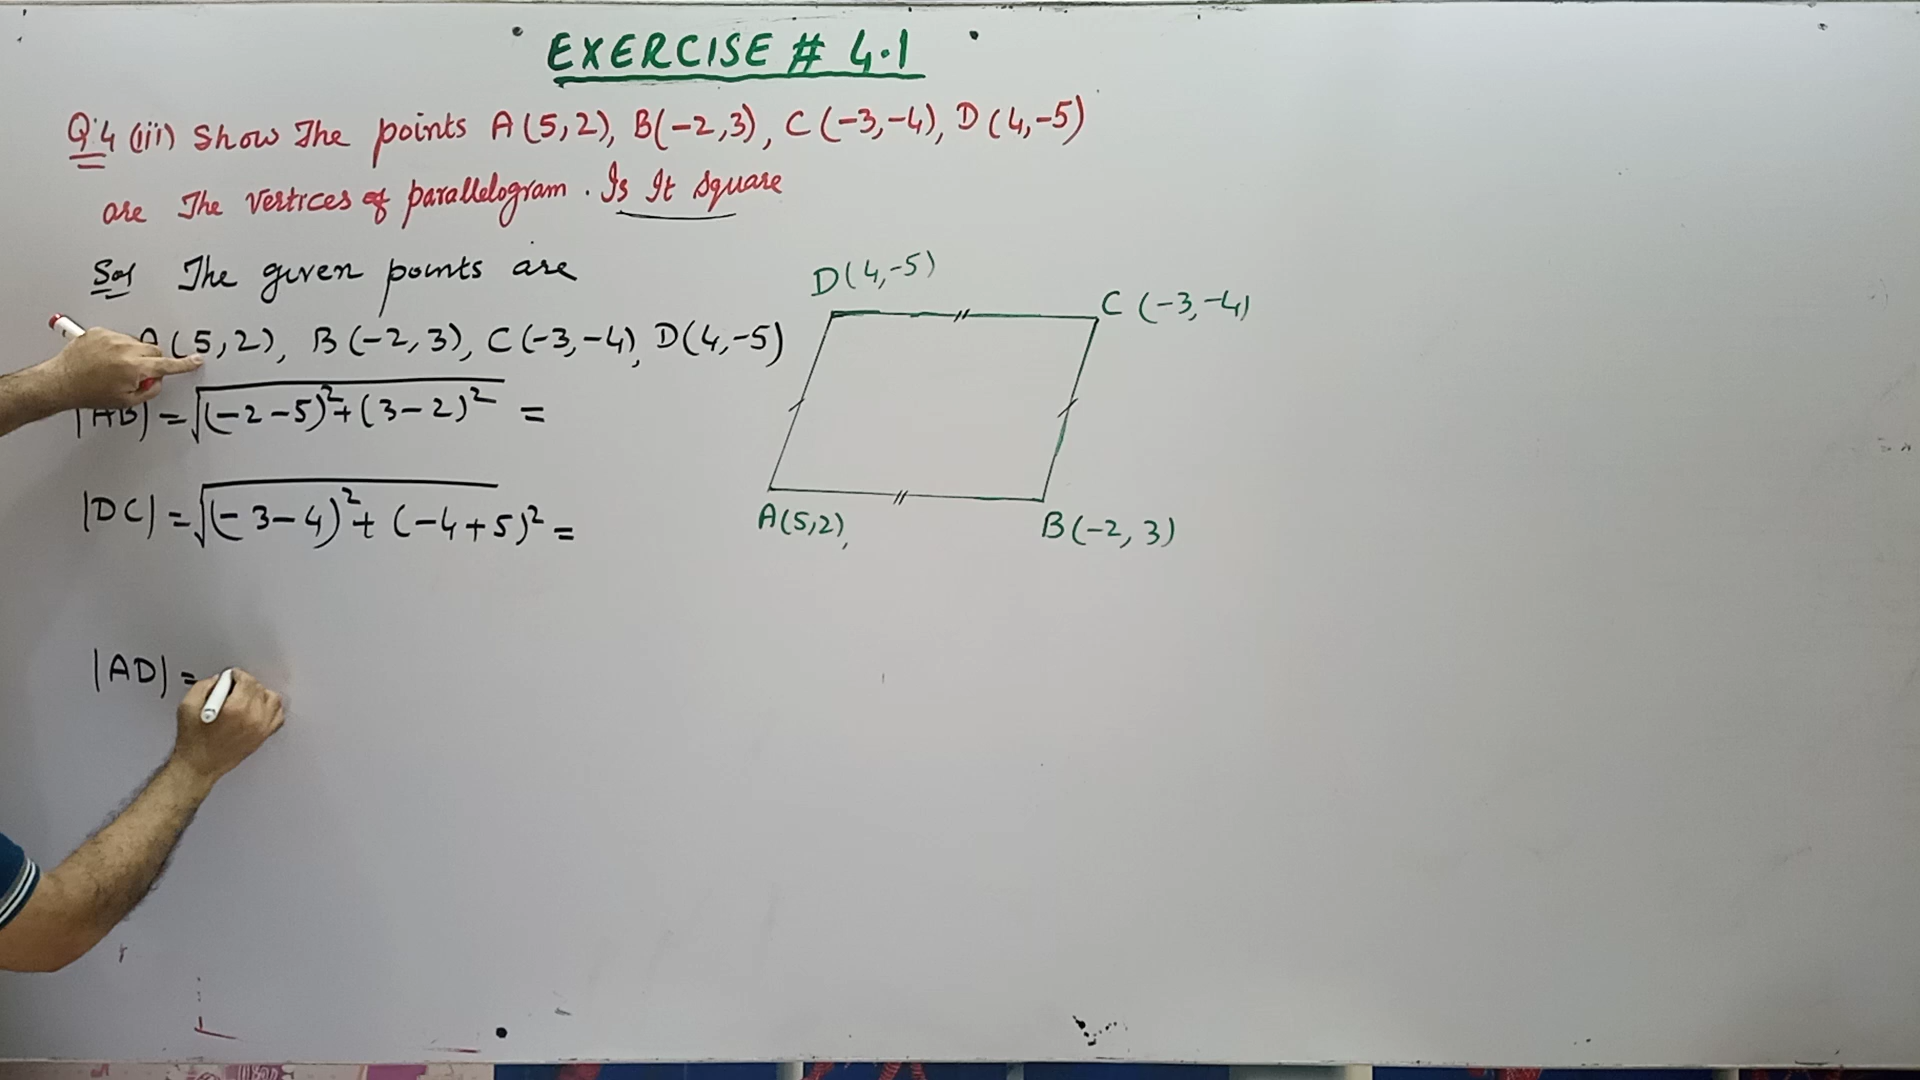 EXERCISE # 4.1
Q.4 (iii) Show The points A(5,2), B(-2,3), C(-3,-4), D(4,-5)
are The vertices of parallelogram. Is It square
Sol The given points are
A(5,2), B(-2,3), C(-3,-4), D(4,-5)
|AB| = √(-2-5)²+(3-2)² =
|DC| = √(-3-4)²+(-4+5)² =
|AD| =
D(4,-5)
C(-3,-4)
A(5,2),
B(-2,3)